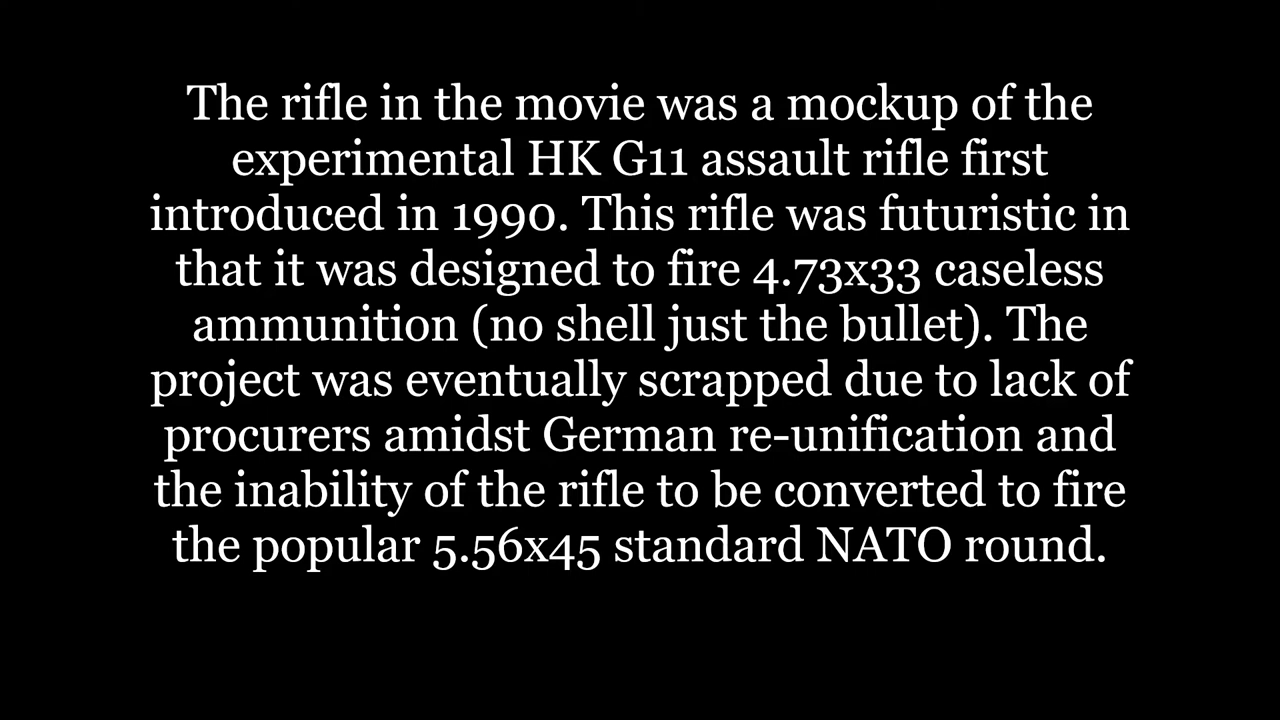 The rifle in the movie was a mockup of the
experimental HK G11 assault rifle first
introduced in 1990. This rifle was futuristic in
that it was designed to fire 4.73x33 caseless
ammunition (no shell just the bullet). The
project was eventually scrapped due to lack of
procurers amidst German re-unification and
the inability of the rifle to be converted to fire
the popular 5.56x45 standard NATO round.